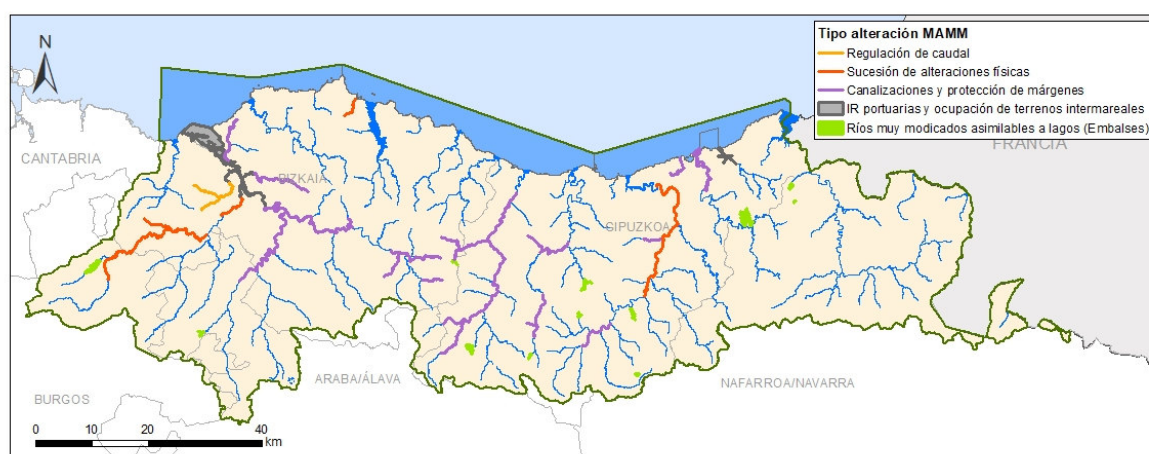 N
Tipo alteración MAMM
Regulación de caudal
Sucesión de alteraciones físicas
Canalizaciones y protección de márgenes
IR portuarias y ocupación de terrenos intermareales
Ríos muy modicados asimilables a lagos (Embalses)
FRANCIA
CANTABRIA
BIZKAIA
GIPUZKOA
ARABA/ÁLAVA
NAFARROA/NAVARRA
BURGOS
0 10 20 40
km